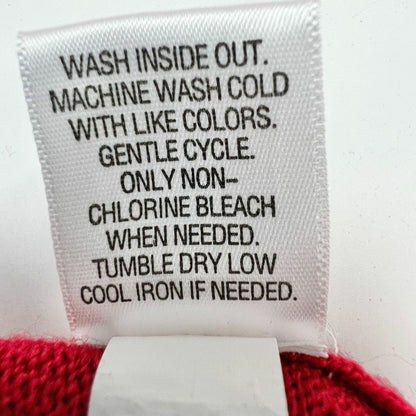 WASH INSIDE OUT.
MACHINE WASH COLD
WITH LIKE COLORS.
GENTLE CYCLE.
ONLY NON-
CHLORINE BLEACH
WHEN NEEDED.
TUMBLE DRY LOW
COOL IRON IF NEEDED.